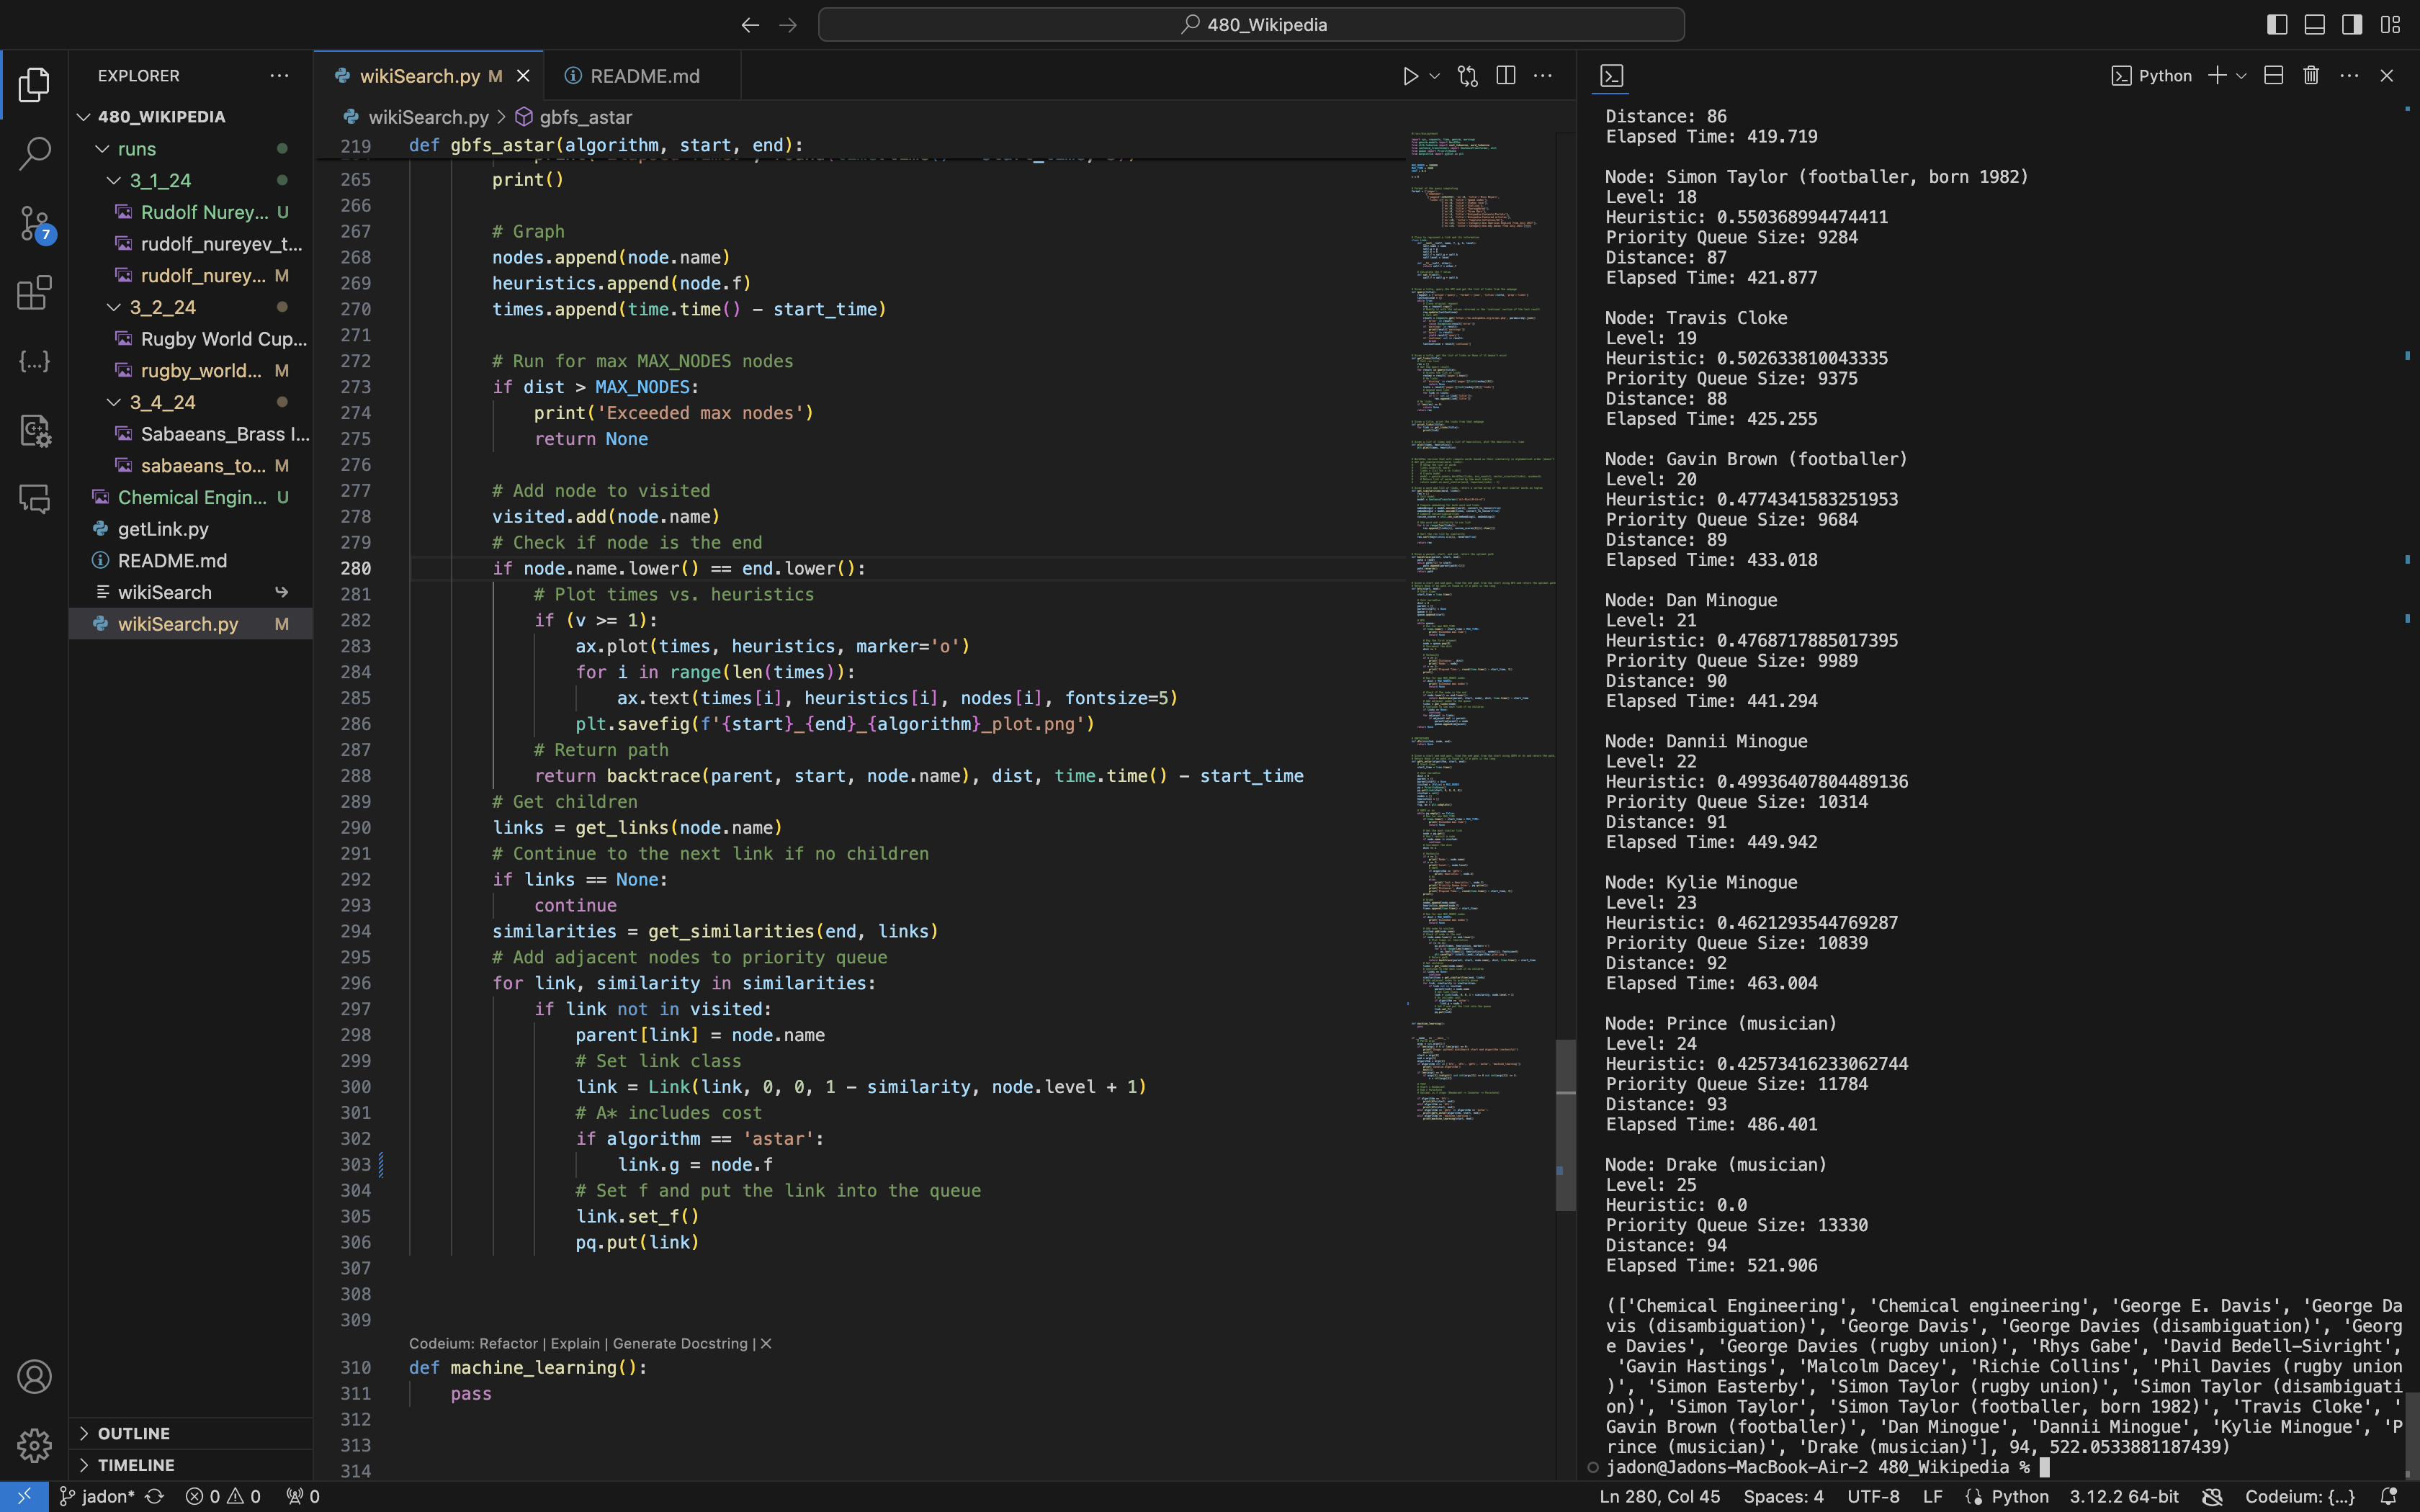 480_Wikipedia
EXPLORER
480_WIKIPEDIA
runs
3_1_24
Rudolf Nurey... U
rudolf_nureyev_t...
rudolf_nurey... M
3_2_24
Rugby World Cup...
rugby_world... M
3_4_24
Sabaeans_Brass I...
sabaeans_to... M
Chemical Engin... U
getLink.py
README.md
wikiSearch
wikiSearch.py M
OUTLINE
TIMELINE
wikiSearch.py M
README.md
wikiSearch.py > gbfs_astar
219 def gbfs_astar(algorithm, start, end):
265 print()
266
267 # Graph
268 nodes.append(node.name)
269 heuristics.append(node.f)
270 times.append(time.time() - start_time)
271
272 # Run for max MAX_NODES nodes
273 if dist > MAX_NODES:
274 print('Exceeded max nodes')
275 return None
276
277 # Add node to visited
278 visited.add(node.name)
279 # Check if node is the end
280 if node.name.lower() == end.lower():
281 # Plot times vs. heuristics
282 if (v >= 1):
283 ax.plot(times, heuristics, marker='o')
284 for i in range(len(times)):
285 ax.text(times[i], heuristics[i], nodes[i], fontsize=5)
286 plt.savefig(f'{start}_{end}_{algorithm}_plot.png')
287 # Return path
288 return backtrace(parent, start, node.name), dist, time.time() - start_time
289 # Get children
290 links = get_links(node.name)
291 # Continue to the next link if no children
292 if links == None:
293 continue
294 similarities = get_similarities(end, links)
295 # Add adjacent nodes to priority queue
296 for link, similarity in similarities:
297 if link not in visited:
298 parent[link] = node.name
299 # Set link class
300 link = Link(link, 0, 0, 1 - similarity, node.level + 1)
301 # A* includes cost
302 if algorithm == 'astar':
303 link.g = node.f
304 # Set f and put the link into the queue
305 link.set_f()
306 pq.put(link)
307
308
309
Codeium: Refactor | Explain | Generate Docstring | X
310 def machine_learning():
311 pass
312
313
314
Python
Distance: 86
Elapsed Time: 419.719
Node: Simon Taylor (footballer, born 1982)
Level: 18
Heuristic: 0.550368994474411
Priority Queue Size: 9284
Distance: 87
Elapsed Time: 421.877
Node: Travis Cloke
Level: 19
Heuristic: 0.502633810043335
Priority Queue Size: 9375
Distance: 88
Elapsed Time: 425.255
Node: Gavin Brown (footballer)
Level: 20
Heuristic: 0.4774341583251953
Priority Queue Size: 9684
Distance: 89
Elapsed Time: 433.018
Node: Dan Minogue
Level: 21
Heuristic: 0.4768717885017395
Priority Queue Size: 9989
Distance: 90
Elapsed Time: 441.294
Node: Dannii Minogue
Level: 22
Heuristic: 0.49936407804489136
Priority Queue Size: 10314
Distance: 91
Elapsed Time: 449.942
Node: Kylie Minogue
Level: 23
Heuristic: 0.4621293544769287
Priority Queue Size: 10839
Distance: 92
Elapsed Time: 463.004
Node: Prince (musician)
Level: 24
Heuristic: 0.42573416233062744
Priority Queue Size: 11784
Distance: 93
Elapsed Time: 486.401
Node: Drake (musician)
Level: 25
Heuristic: 0.0
Priority Queue Size: 13330
Distance: 94
Elapsed Time: 521.906
(['Chemical Engineering', 'Chemical engineering', 'George E. Davis', 'George Da
vis (disambiguation)', 'George Davis', 'George Davies (disambiguation)', 'Georg
e Davies', 'George Davies (rugby union)', 'Rhys Gabe', 'David Bedell-Sivright',
'Gavin Hastings', 'Malcolm Dacey', 'Richie Collins', 'Phil Davies (rugby union
)', 'Simon Easterby', 'Simon Taylor (rugby union)', 'Simon Taylor (disambiguati
on)', 'Simon Taylor', 'Simon Taylor (footballer, born 1982)', 'Travis Cloke', '
Gavin Brown (footballer)', 'Dan Minogue', 'Dannii Minogue', 'Kylie Minogue', 'P
rince (musician)', 'Drake (musician)'], 94, 522.0533881187439)
jadon@Jadons-MacBook-Air-2 480_Wikipedia %
7
jadon* 0 0 0
Ln 280, Col 45 Spaces: 4 UTF-8 LF Python 3.12.2 64-bit Codeium: {...}